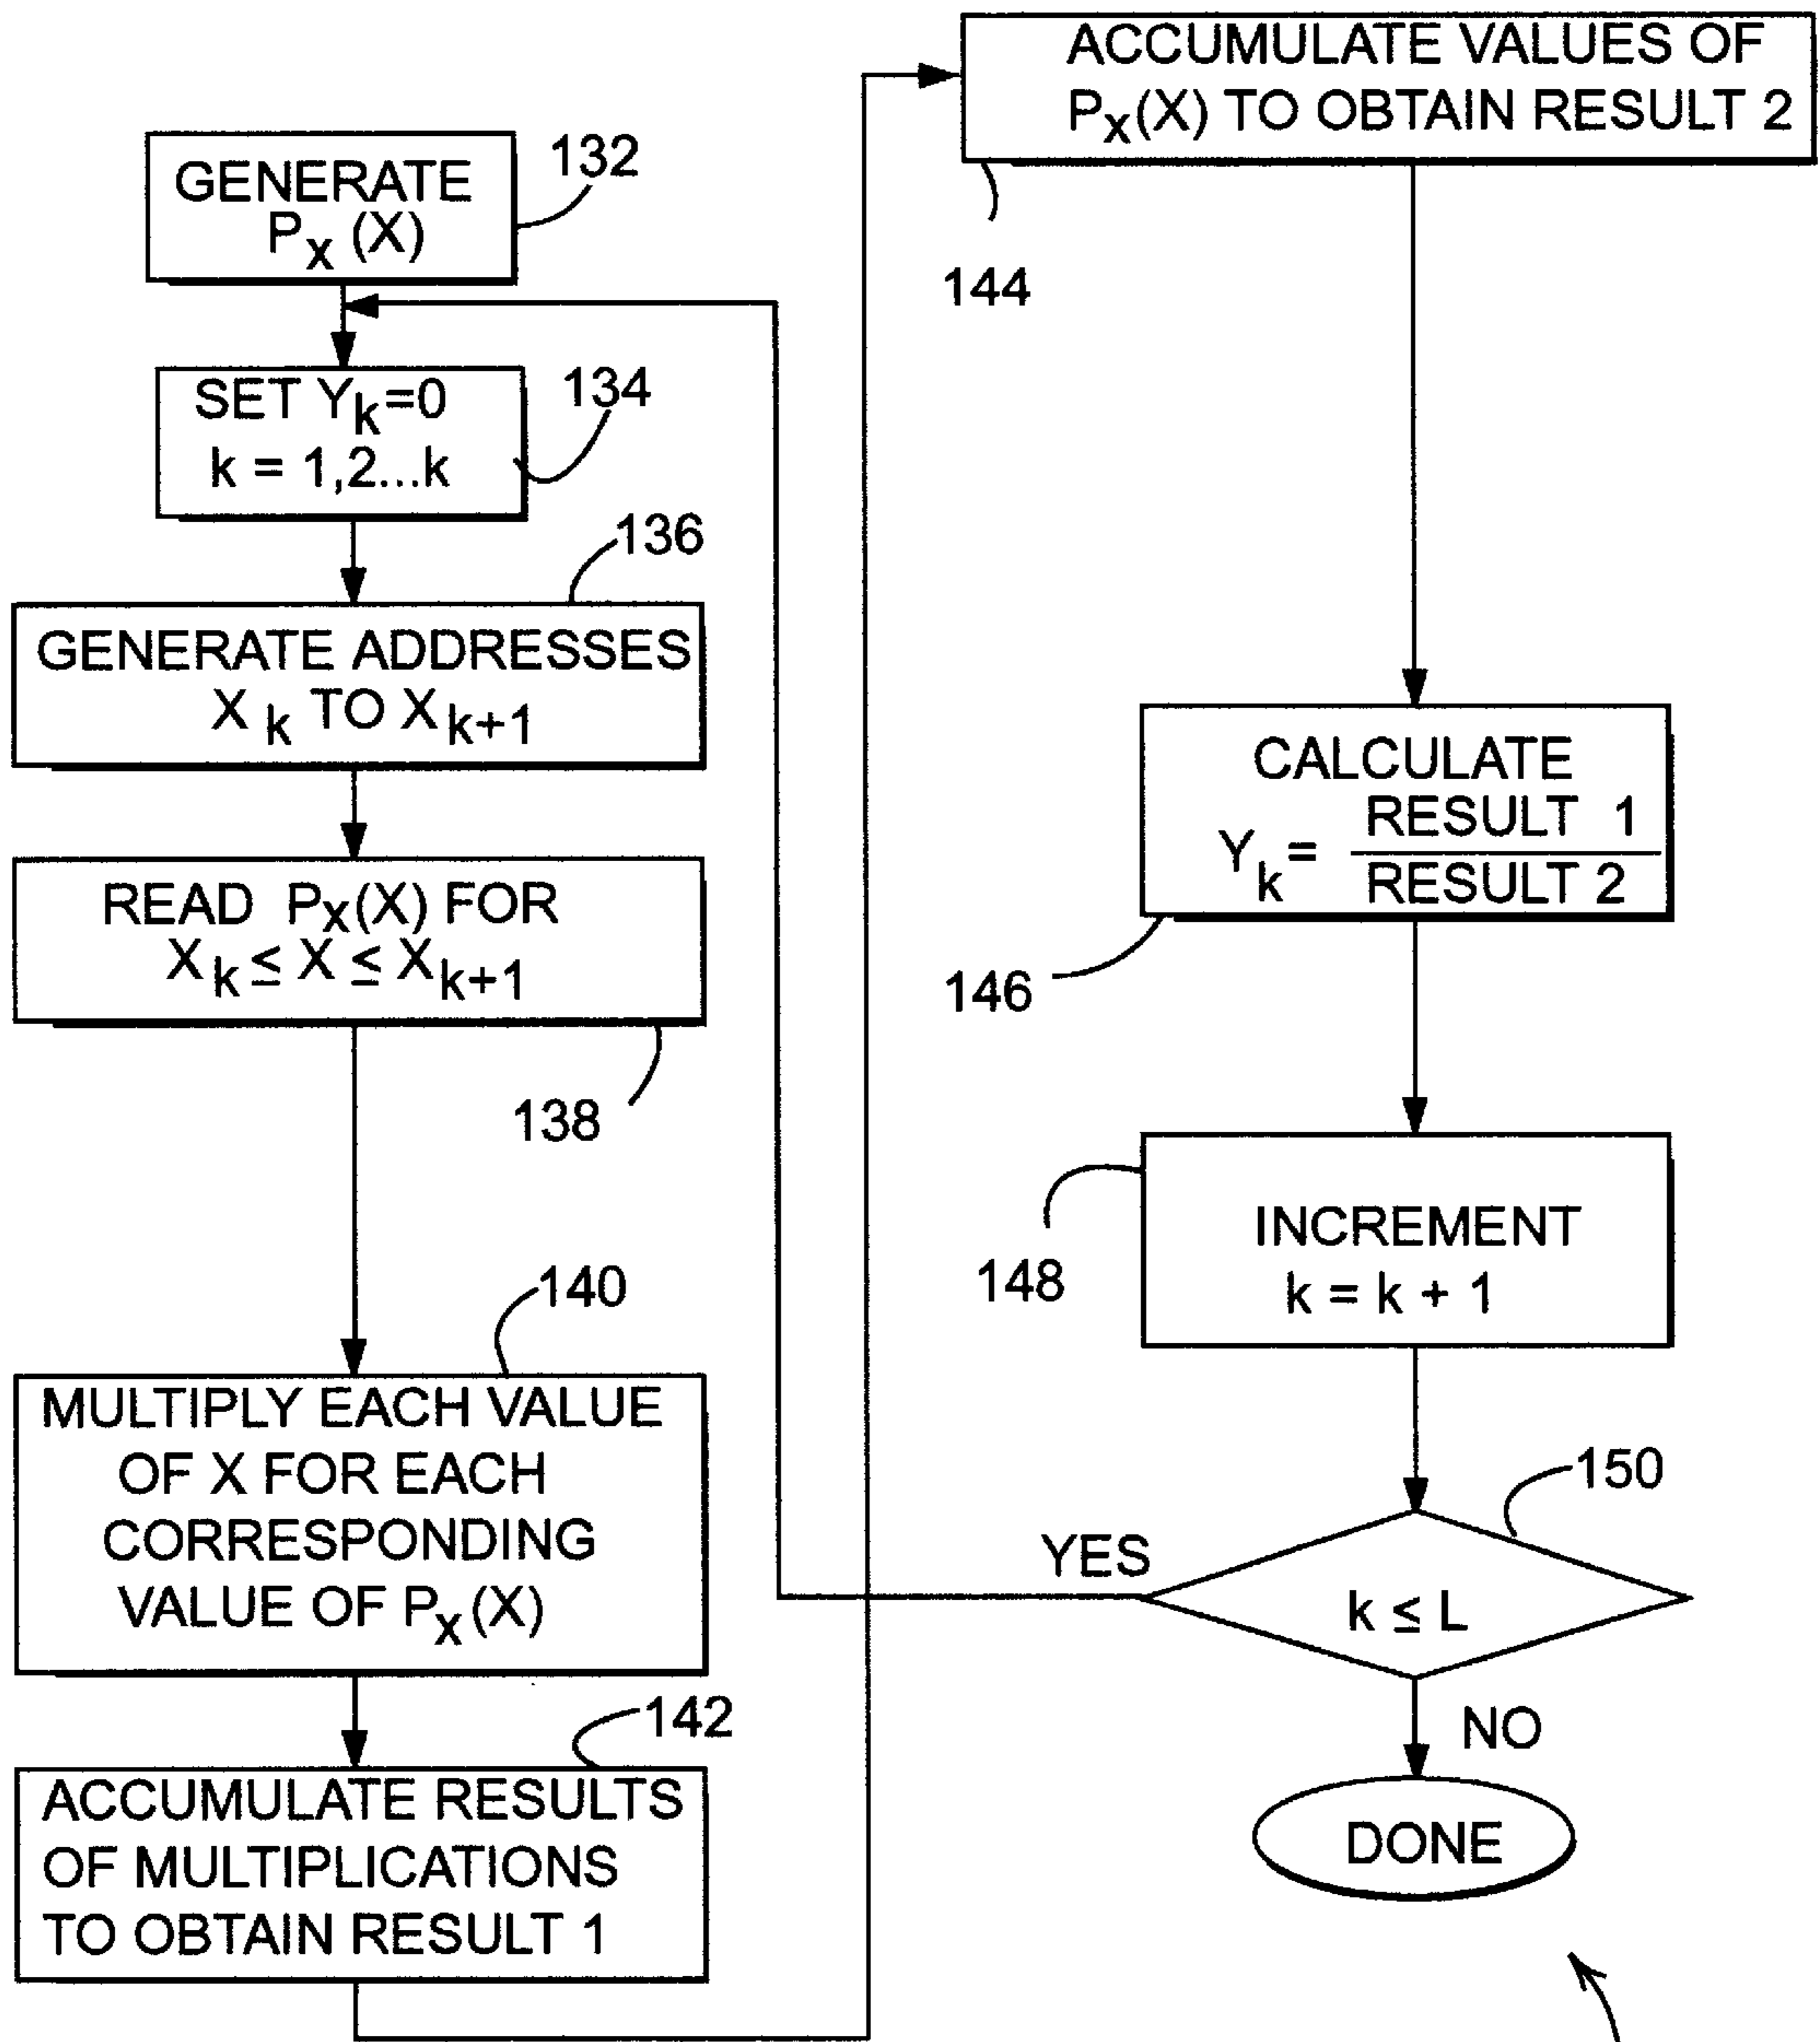 GENERATE
Px (X)
132
SET Yk=0
k = 1,2...k
134
136
GENERATE ADDRESSES
X k TO Xk+1
READ Px(X) FOR
Xk ≤ X ≤ Xk+1
138
140
MULTIPLY EACH VALUE
OF X FOR EACH
CORRESPONDING
VALUE OF Px (X)
142
ACCUMULATE RESULTS
OF MULTIPLICATIONS
TO OBTAIN RESULT 1
ACCUMULATE VALUES OF
Px(X) TO OBTAIN RESULT 2
144
CALCULATE
RESULT 1
Yk =
RESULT 2
146
INCREMENT
k = k + 1
148
150
YES
k ≤ L
NO
DONE